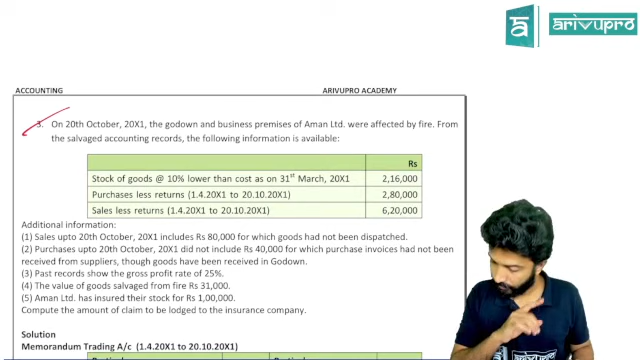 arivupro
ACCOUNTING ARIVUPRO ACADEMY
3. On 20th October, 20X1, the godown and business premises of Aman Ltd. were affected by fire. From
the salvaged accounting records, the following information is available:
Rs
Stock of goods @ 10% lower than cost as on 31st March, 20X1 2,16,000
Purchases less returns (1.4.20X1 to 20.10.20X1) 2,80,000
Sales less returns (1.4.20X1 to 20.10.20X1) 6,20,000
Additional information:
(1) Sales upto 20th October, 20X1 includes Rs 80,000 for which goods had not been dispatched.
(2) Purchases upto 20th October, 20X1 did not include Rs 40,000 for which purchase invoices had not been
received from suppliers, though goods have been received in Godown.
(3) Past records show the gross profit rate of 25%.
(4) The value of goods salvaged from fire Rs 31,000.
(5) Aman Ltd. has insured their stock for Rs 1,00,000.
Compute the amount of claim to be lodged to the insurance company.
Solution
Memorandum Trading A/c (1.4.20X1 to 20.10.20X1)